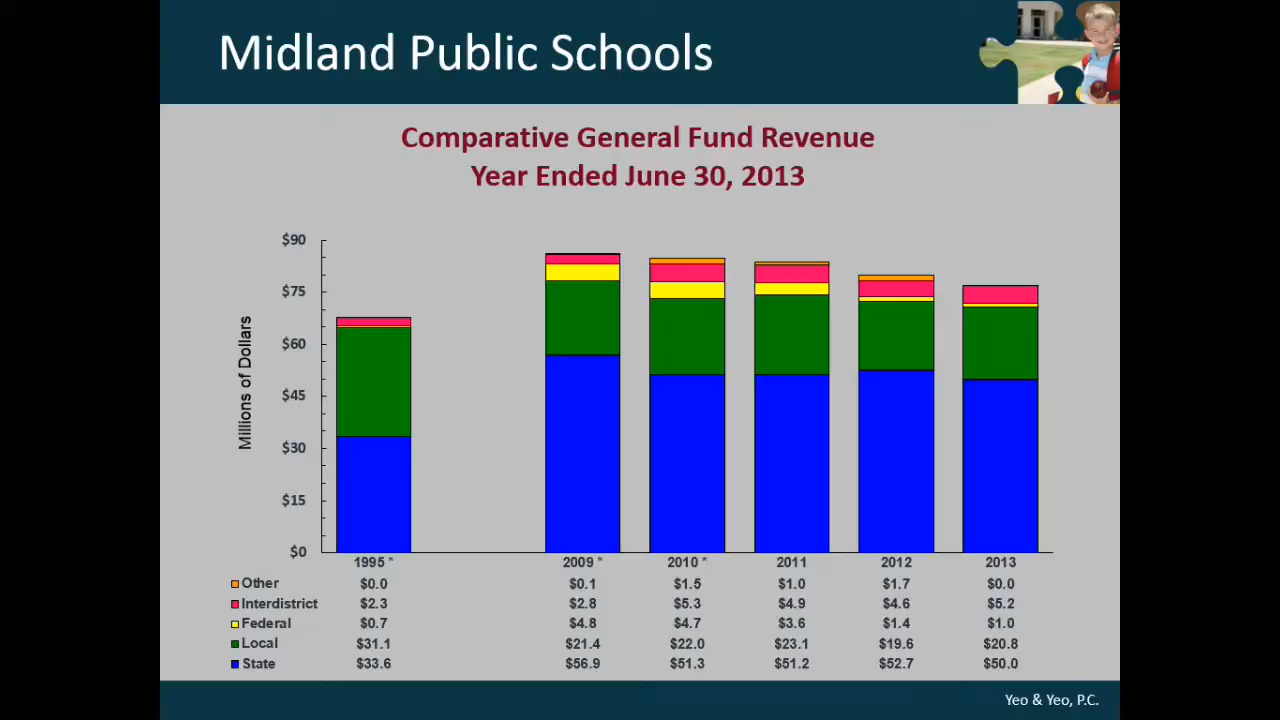 Midland Public Schools
Comparative General Fund Revenue
Year Ended June 30, 2013
Millions of Dollars
$90
$75
$60
$45
$30
$15
$0
1995 * 2009 * 2010 * 2011 2012 2013
Other $0.0 $0.1 $1.5 $1.0 $1.7 $0.0
Interdistrict $2.3 $2.8 $5.3 $4.9 $4.6 $5.2
Federal $0.7 $4.8 $4.7 $3.6 $1.4 $1.0
Local $31.1 $21.4 $22.0 $23.1 $19.6 $20.8
State $33.6 $56.9 $51.3 $51.2 $52.7 $50.0
Yeo & Yeo, P.C.